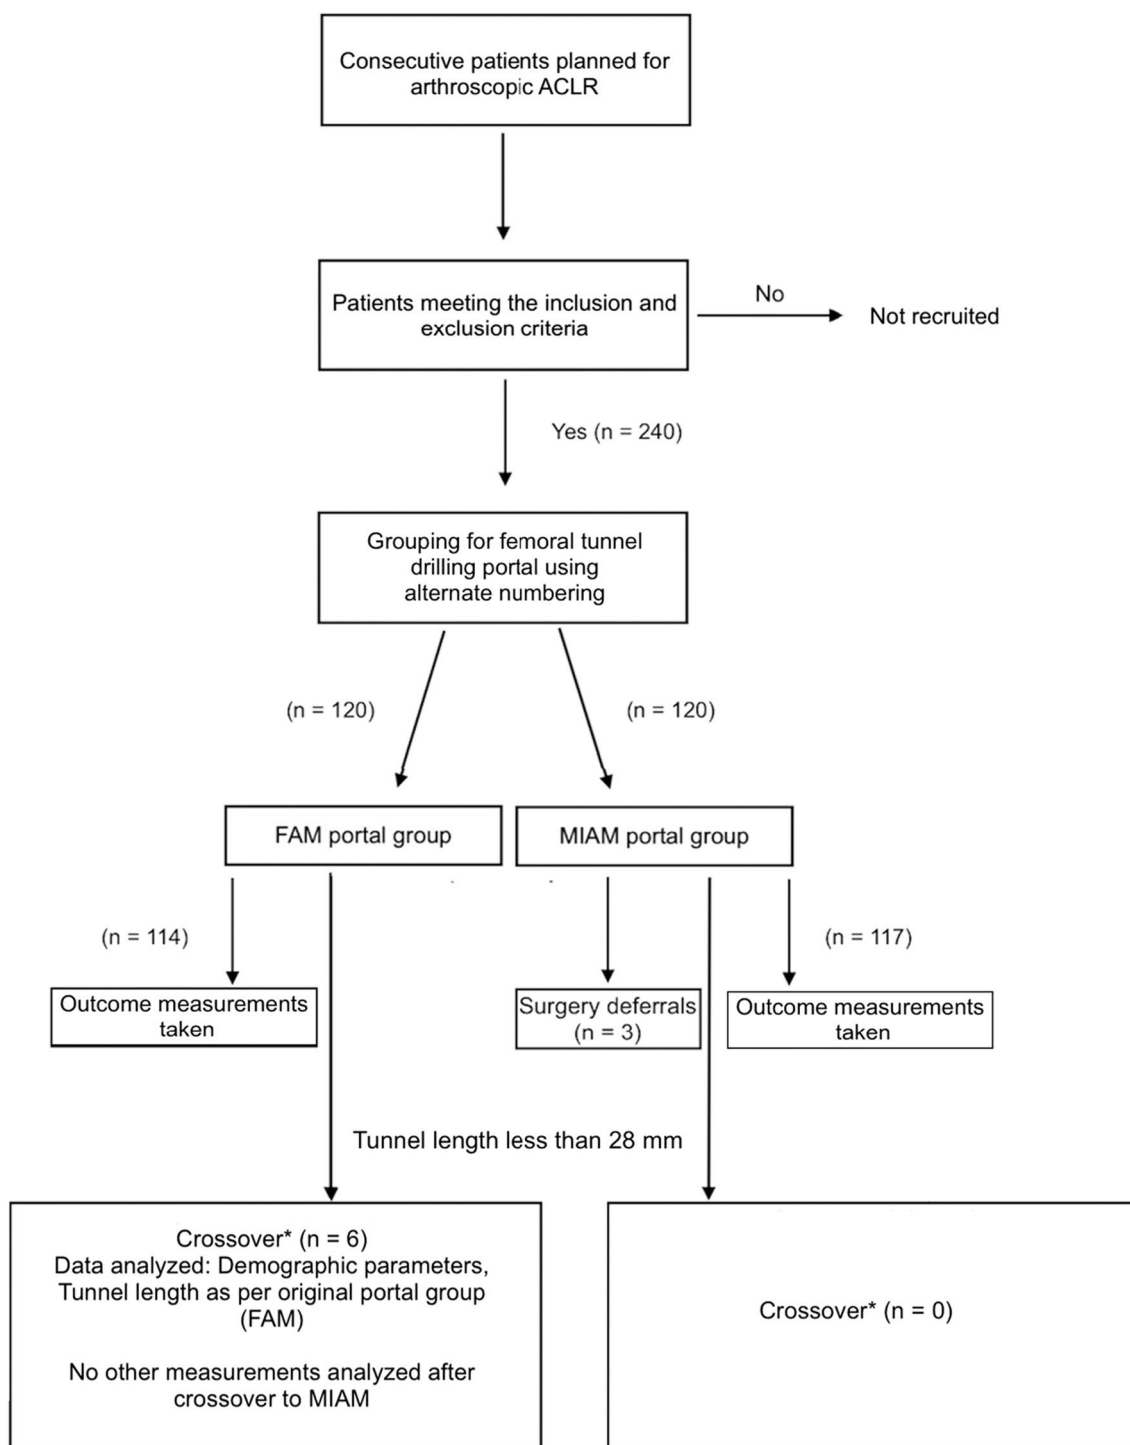 Consecutive patients planned for
arthroscopic ACLR
Patients meeting the inclusion and
exclusion criteria
No
Not recruited
Yes (n = 240)
Grouping for femoral tunnel
drilling portal using
alternate numbering
(n = 120)
(n = 120)
FAM portal group
MIAM portal group
(n = 114)
(n = 117)
Outcome measurements
taken
Surgery deferrals
(n = 3)
Outcome measurements
taken
Tunnel length less than 28 mm
Crossover* (n = 6)
Data analyzed: Demographic parameters,
Tunnel length as per original portal group
(FAM)
No other measurements analyzed after
crossover to MIAM
Crossover* (n = 0)